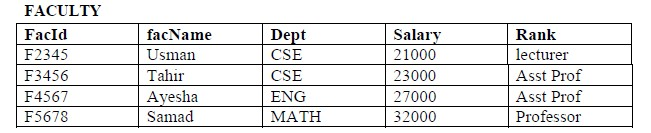 FACULTY
FacId facName Dept Salary Rank
F2345 Usman CSE 21000 lecturer
F3456 Tahir CSE 23000 Asst Prof
F4567 Ayesha ENG 27000 Asst Prof
F5678 Samad MATH 32000 Professor